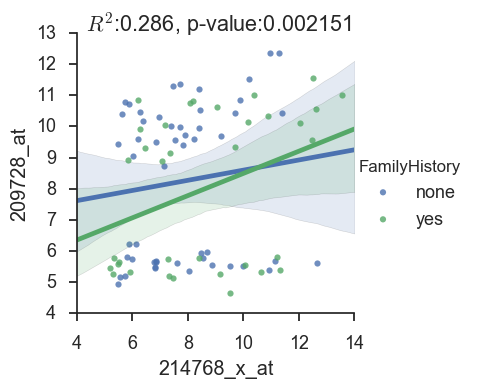 R²:0.286, p-value:0.002151
13
12
11
10
9
8
7
6
5
4
209728_at
4 6 8 10 12 14
214768_x_at
FamilyHistory
none
yes